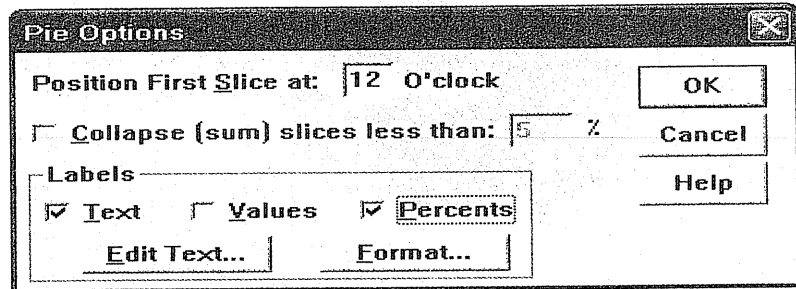 Pie Options
Position First Slice at: 12 O'clock
OK
Collapse (sum) slices less than: 5 %
Cancel
Labels
Help
Text Values Percents
Edit Text... Format...